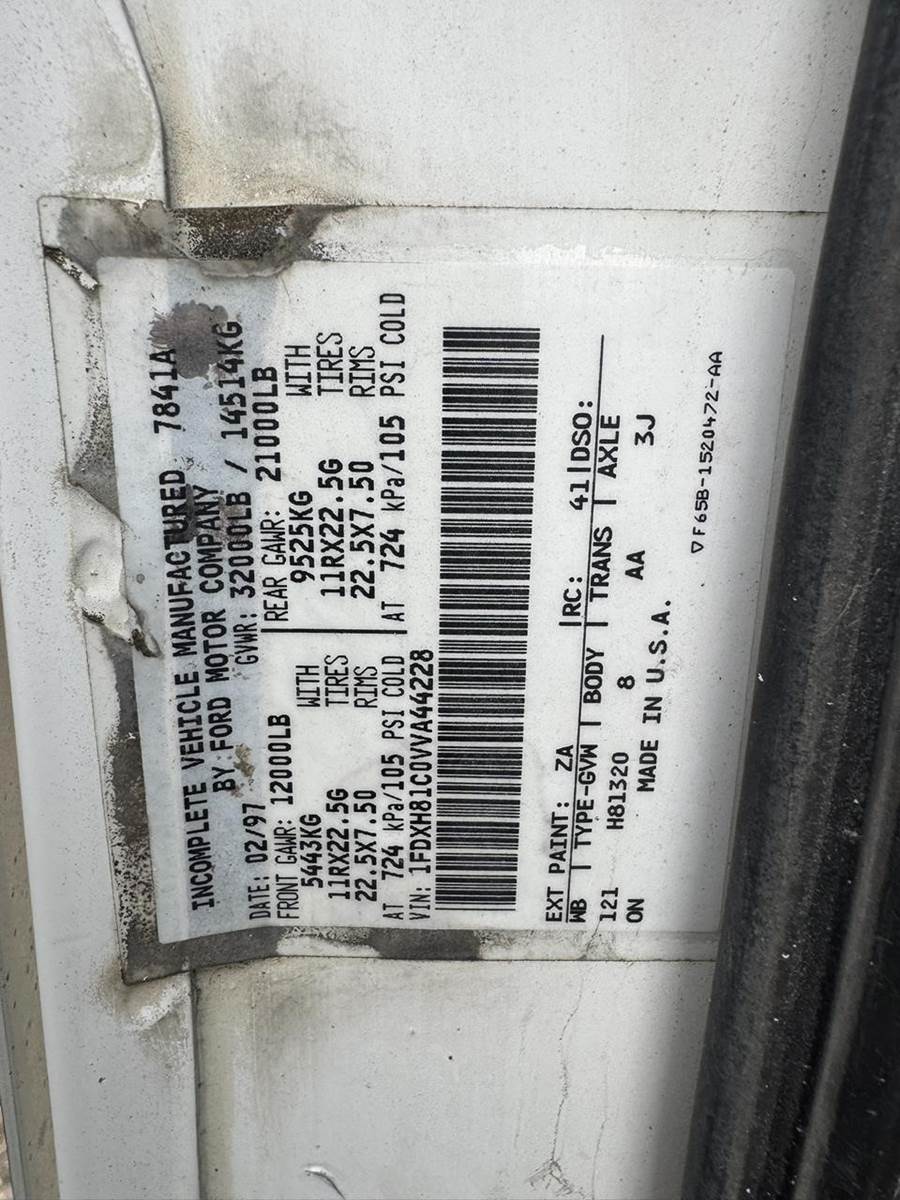 INCOMPLETE VEHICLE MANUFACTURED 7841A
BY FORD MOTOR COMPANY
DATE: 02/97 GVWR: 32000LB / 14514KG
FRONT GAWR: 12000LB REAR GAWR: 21000LB
5443KG WITH 9525KG WITH
11RX22.5G TIRES 11RX22.5G TIRES
22.5X7.50 RIMS 22.5X7.50 RIMS
AT 724 kPa/105 PSI COLD AT 724 kPa/105 PSI COLD
VIN: 1FDXH81C0VVA44228
EXT PAINT: ZA RC: 41 DSO:
WB TYPE-GVW BODY TRANS AXLE
121 H81320 8 AA 3J
ON MADE IN U.S.A.
▽F65B-1520472-AA